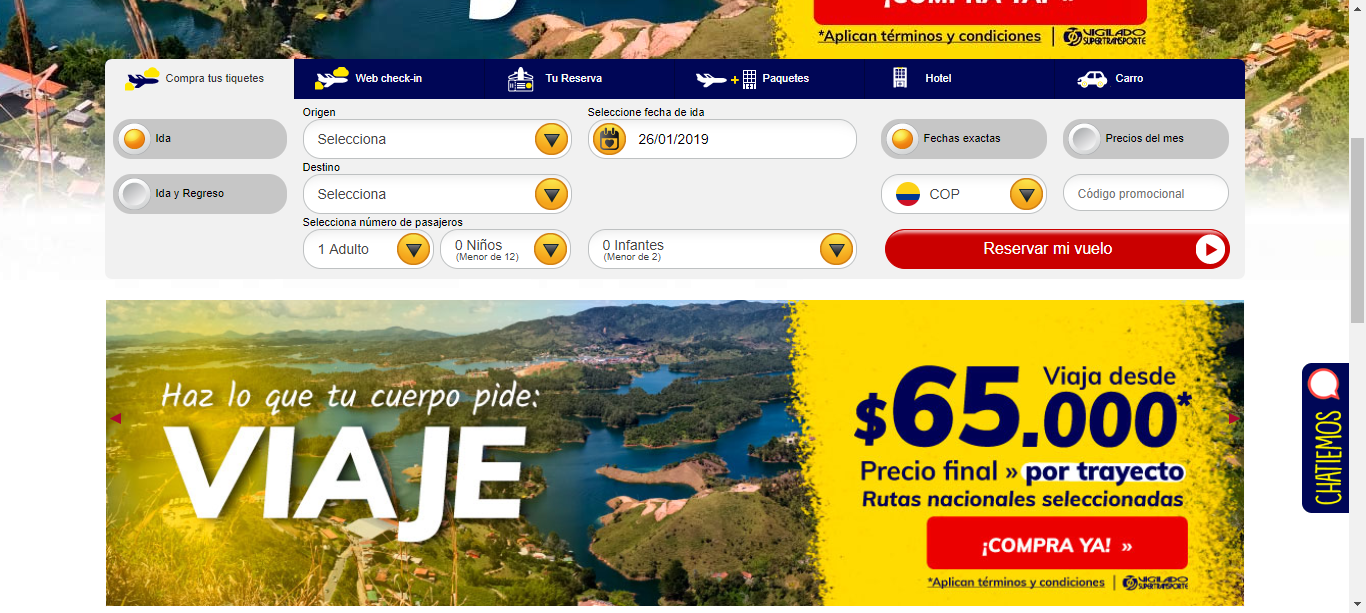 ¡COMPRA YA! »
*Aplican términos y condiciones | VIGILADO SUPERTRANSPORTE
Compra tus tiquetes
Web check-in
Tu Reserva
Paquetes
Hotel
Carro
Origen
Seleccione fecha de ida
Ida
Selecciona
26/01/2019
Fechas exactas
Precios del mes
Destino
Ida y Regreso
Selecciona
COP
Código promocional
Selecciona número de pasajeros
1 Adulto
0 Niños
(Menor de 12)
0 Infantes
(Menor de 2)
Reservar mi vuelo
Haz lo que tu cuerpo pide:
VIAJE
Viaja desde
$65.000*
Precio final » por trayecto
Rutas nacionales seleccionadas
¡COMPRA YA! »
*Aplican términos y condiciones | VIGILADO SUPERTRANSPORTE
CHATIEMOS